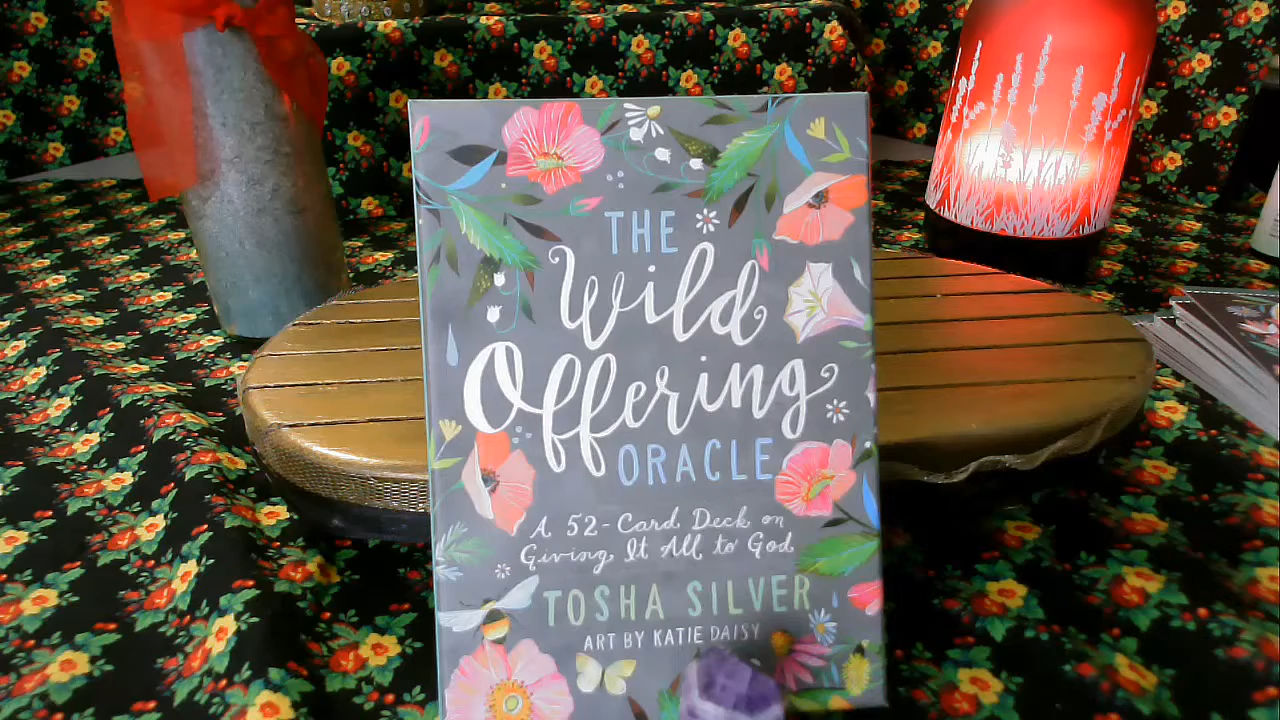 THE
Wild
Offering
ORACLE
A 52-Card Deck on
Giving It All to God
TOSHA SILVER
ART BY KATIE DAISY